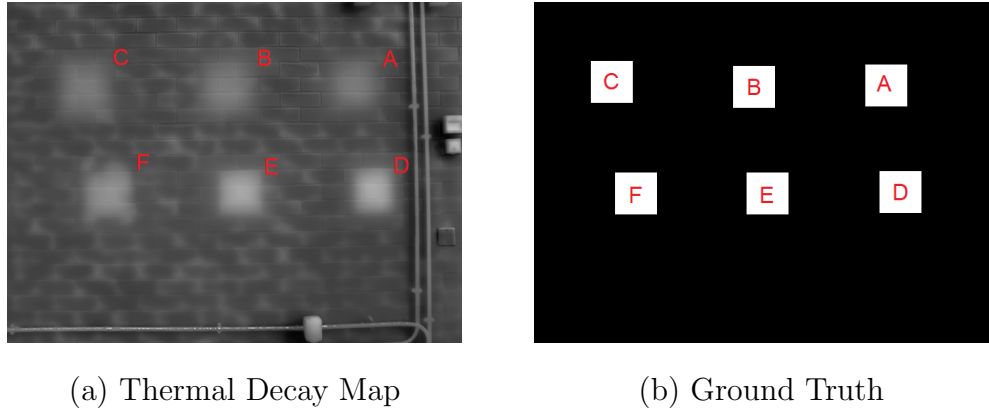 C B A
F E D
C B A
F E D
(a) Thermal Decay Map
(b) Ground Truth